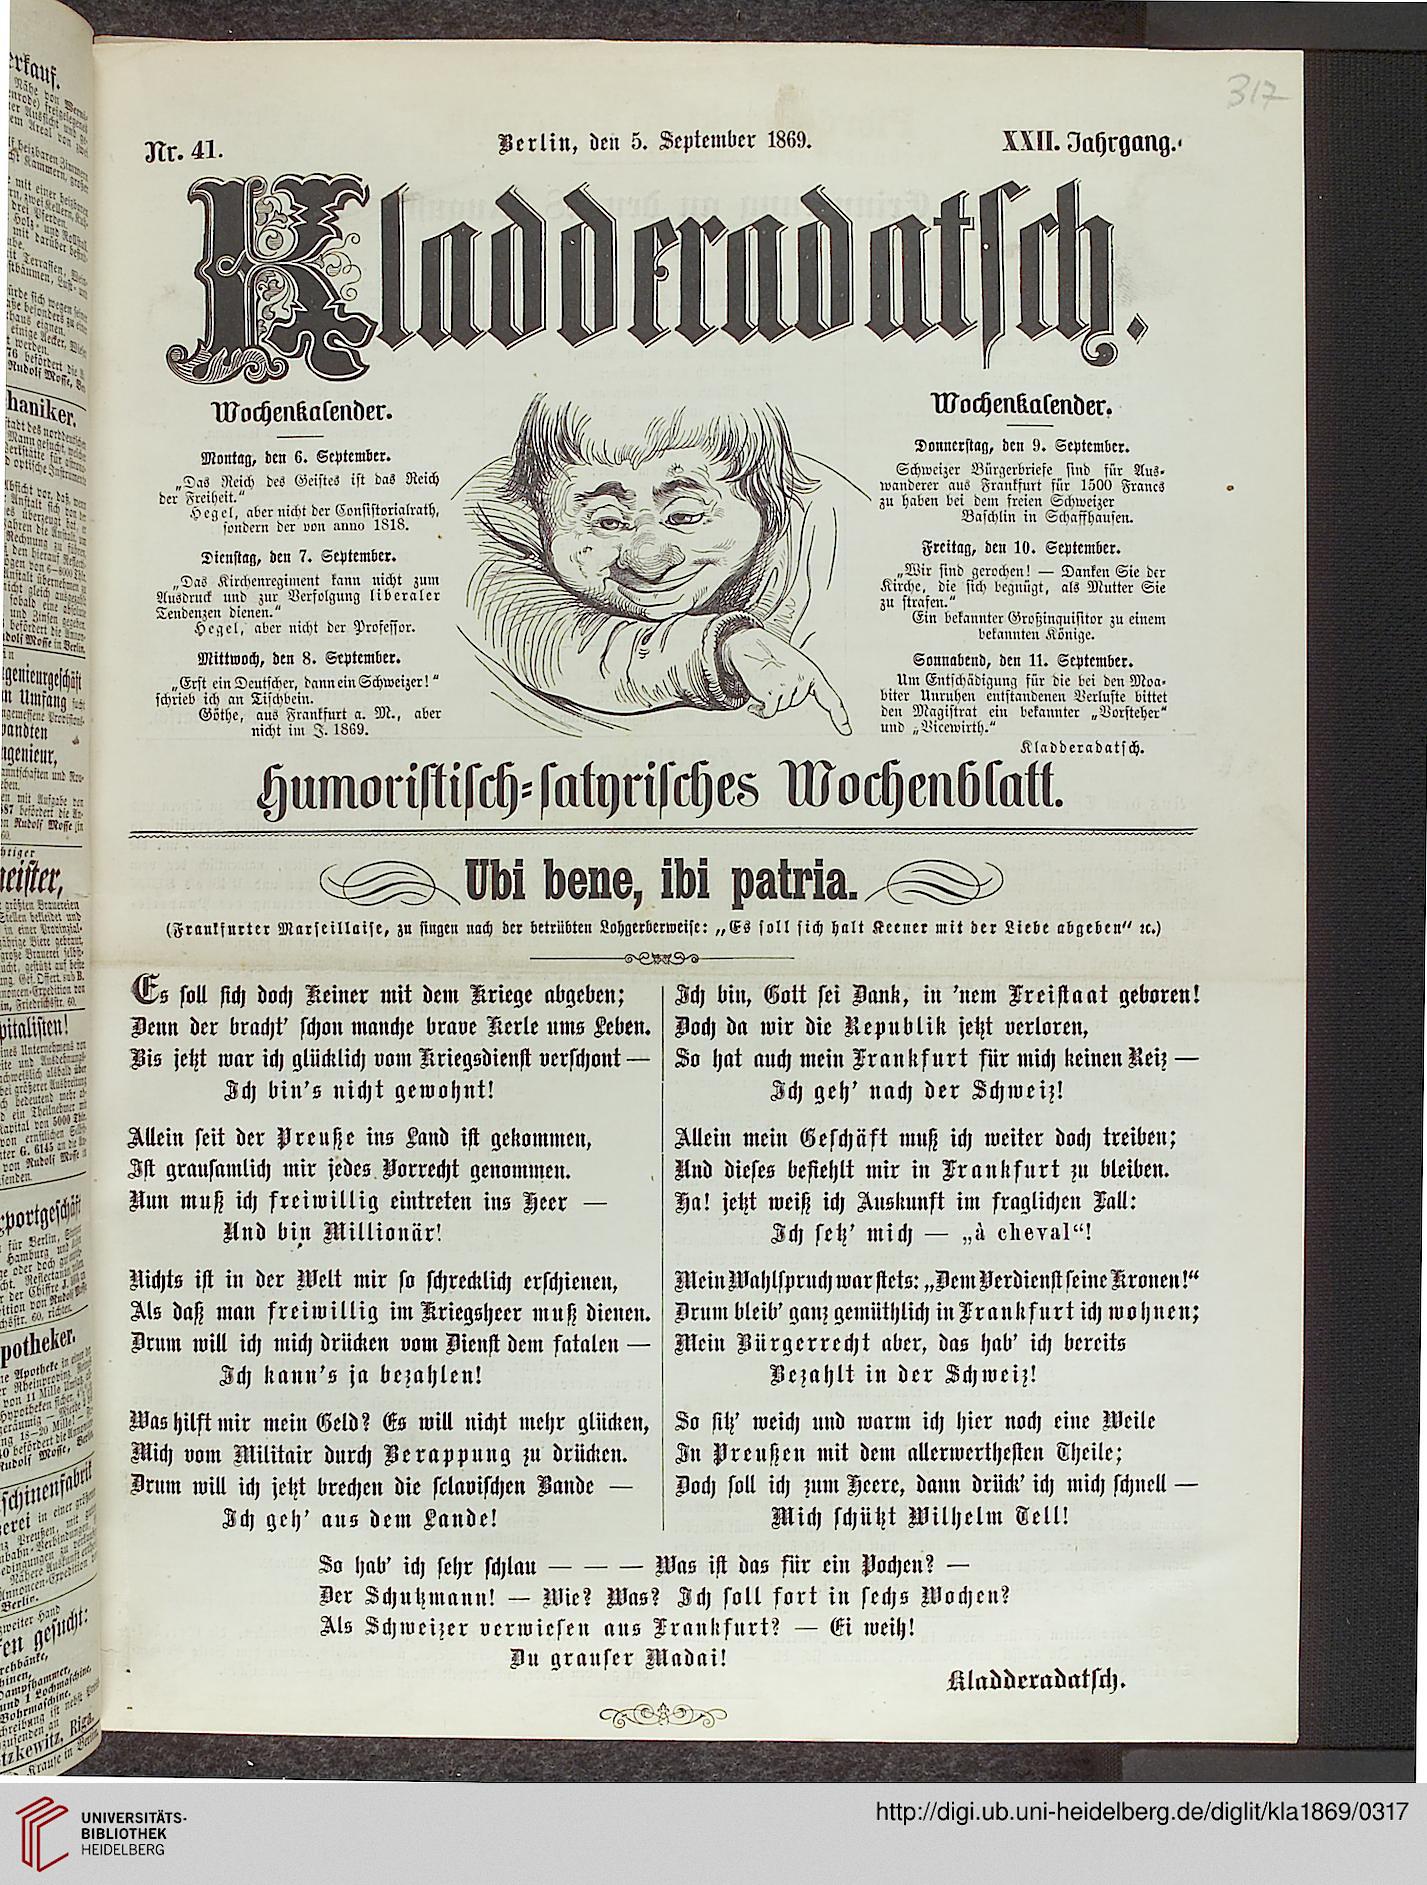 317
Nr. 41.
Berlin, den 5. September 1869.
XXII. Jahrgang.
Kladderadatsch.
Wochenkalender.
Montag, den 6. September.
„Das Reich des Geistes ist das Reich
der Freiheit.“
Hegel, aber nicht der Consistorialrath,
sondern der von anno 1818.
Dienstag, den 7. September.
„Das Kirchenregiment kann nicht zum
Ausdruck und zur Verfolgung liberaler
Tendenzen dienen.“
Hegel, aber nicht der Professor.
Mittwoch, den 8. September.
„Erst ein Deutscher, dann ein Schweizer!“
schrieb ich an Tischbein.
Göthe, aus Frankfurt a. M., aber
nicht im J. 1869.
Wochenkalender.
Donnerstag, den 9. September.
Schweizer Bürgerbriefe sind für Aus-
wanderer aus Frankfurt für 1500 Francs
zu haben bei dem freien Schweizer
Baschlin in Schaffhausen.
Freitag, den 10. September.
„Wir sind gerochen! — Danken Sie der
Kirche, die sich begnügt, als Mutter Sie
zu strafen.“
Ein bekannter Großinquisitor zu einem
bekannten Könige.
Sonnabend, den 11. September.
Um Entschädigung für die bei den Moa-
biter Unruhen entstandenen Verluste bittet
den Magistrat ein bekannter „Vorsteher“
und „Vicewirth.“
Kladderadatsch.
Humoristisch-satyrisches Wochenblatt.
Ubi bene, ibi patria.
(Frankfurter Marseillaise, zu singen nach der betrübten Lohgerberweise: „Es soll sich halt Keener mit der Liebe abgeben“ ꝛc.)
Es soll sich doch Keiner mit dem Kriege abgeben;
Denn der bracht’ schon manche brave Kerle ums Leben.
Bis jetzt war ich glücklich vom Kriegsdienst verschont —
Ich bin’s nicht gewohnt!
Allein seit der Preuße ins Land ist gekommen,
Ist grausamlich mir jedes Vorrecht genommen.
Nun muß ich freiwillig eintreten ins Heer —
Und bin Millionär!
Nichts ist in der Welt mir so schrecklich erschienen,
Als daß man freiwillig im Kriegsheer muß dienen.
Drum will ich mich drücken vom Dienst dem fatalen —
Ich kann’s ja bezahlen!
Was hilft mir mein Geld? Es will nicht mehr glücken,
Mich vom Militair durch Berappung zu drücken.
Drum will ich jetzt brechen die sclavischen Bande —
Ich geh’ aus dem Lande!
Ich bin, Gott sei Dank, in ’nem Freistaat geboren!
Doch da wir die Republik jetzt verloren,
So hat auch mein Frankfurt für mich keinen Reiz —
Ich geh’ nach der Schweiz!
Allein mein Geschäft muß ich weiter doch treiben;
Und dieses befiehlt mir in Frankfurt zu bleiben.
Ha! jetzt weiß ich Auskunft im fraglichen Fall:
Ich setz’ mich — „à cheval“!
Mein Wahlspruch war stets: „Dem Verdienst seine Kronen!“
Drum bleib’ ganz gemüthlich in Frankfurt ich wohnen;
Mein Bürgerrecht aber, das hab’ ich bereits
Bezahlt in der Schweiz!
So sitz’ weich und warm ich hier noch eine Weile
In Preußen mit dem allerwerthesten Theile;
Doch soll ich zum Heere, dann drück’ ich mich schnell —
Mich schützt Wilhelm Tell!
So hab’ ich sehr schlau — — — Was ist das für ein Pochen? —
Der Schutzmann! — Wie? Was? Ich soll fort in sechs Wochen?
Als Schweizer verwiesen aus Frankfurt? — Ei weih!
Du grauser Madai!
Kladderadatsch.
UNIVERSITÄTS-
BIBLIOTHEK
HEIDELBERG
http://digi.ub.uni-heidelberg.de/diglit/kla1869/0317